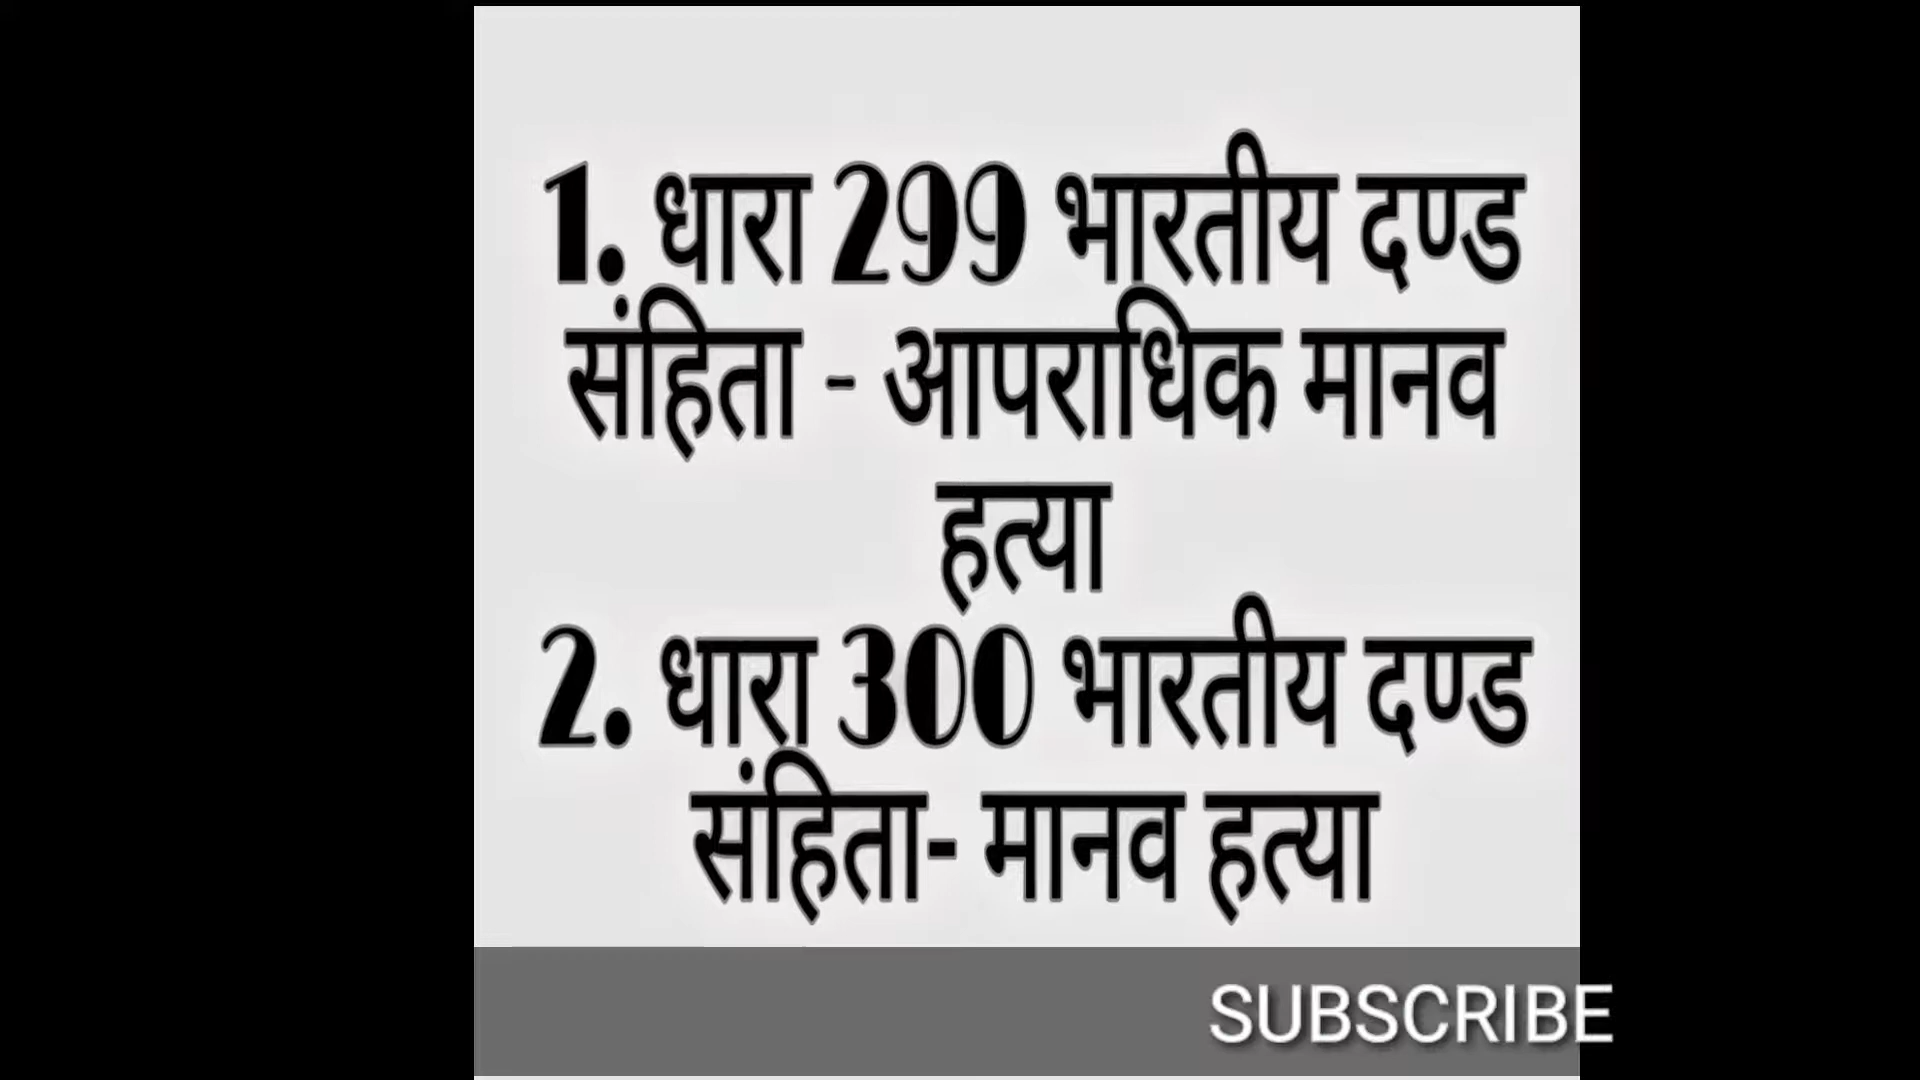 1. धारा 299 भारतीय दण्ड
संहिता - आपराधिक मानव
हत्या
2. धारा 300 भारतीय दण्ड
संहिता- मानव हत्या
SUBSCRIBE